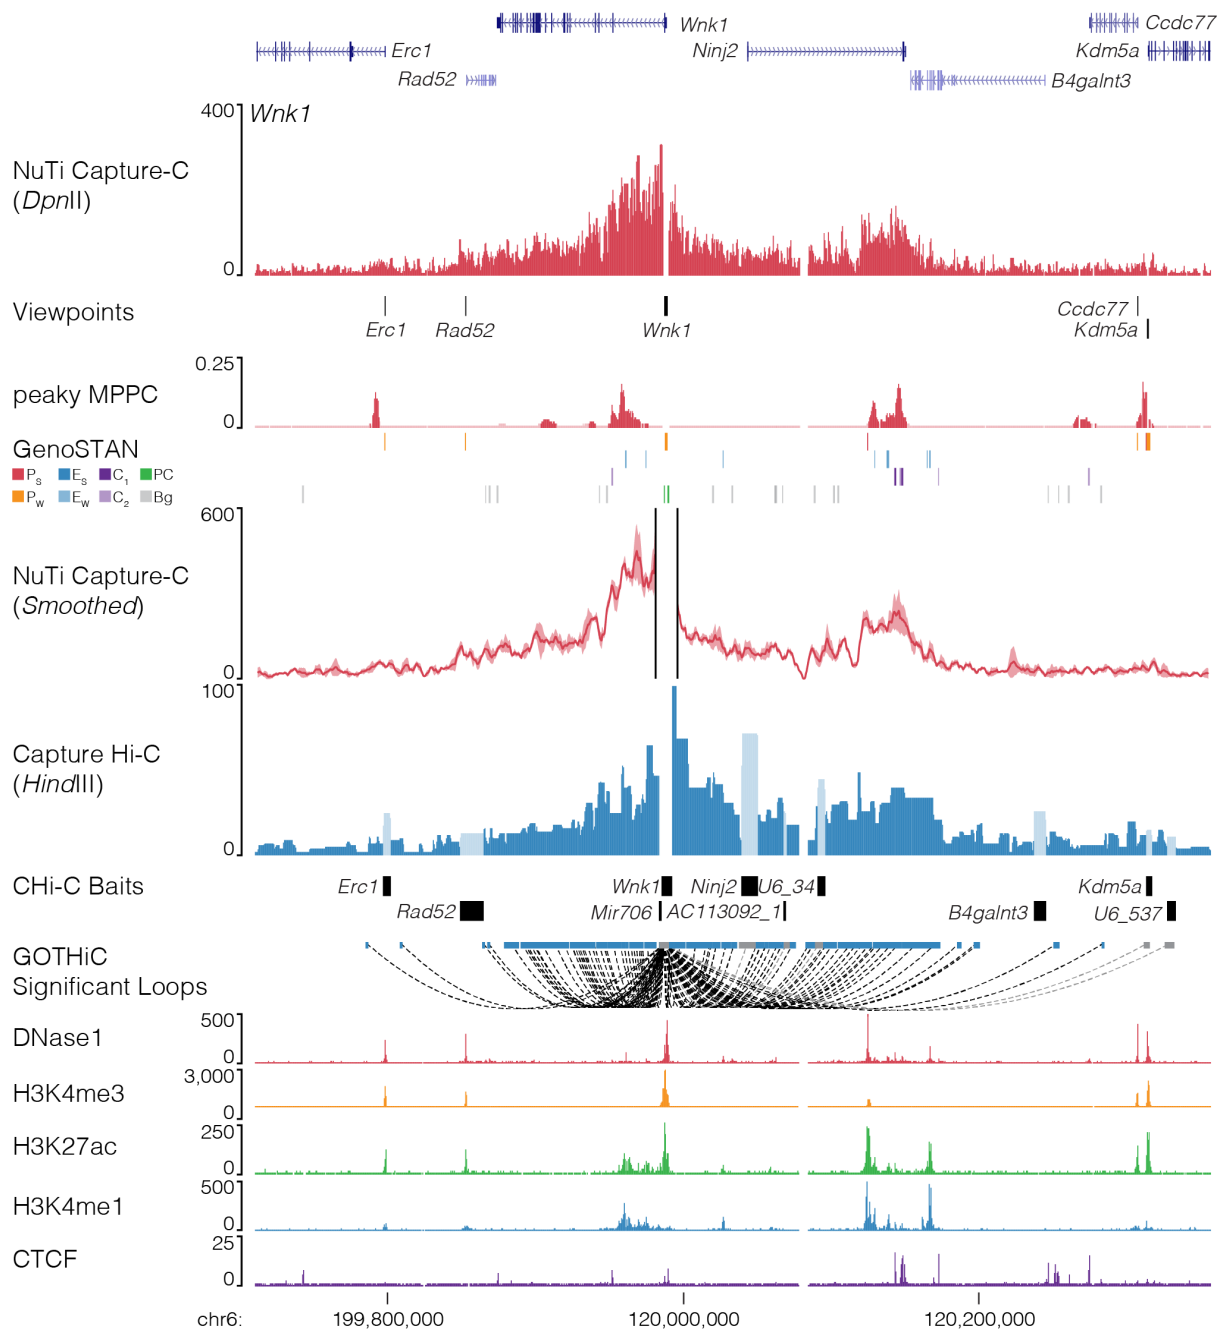 Wnk1
Ccdc77
Erc1
Ninj2
Kdm5a
Rad52
B4galnt3
400
Wnk1
NuTi Capture-C
(DpnII)
0
Viewpoints
Erc1
Rad52
Wnk1
Ccdc77
Kdm5a
0.25
peaky MPPC
0
GenoSTAN
PS
ES
C1
PC
PW
EW
C2
Bg
600
NuTi Capture-C
(Smoothed)
0
100
Capture Hi-C
(HindIII)
0
CHi-C Baits
Erc1
Wnk1
Ninj2
U6_34
Kdm5a
Rad52
Mir706
AC113092_1
B4galnt3
U6_537
GOTHiC
Significant Loops
500
DNase1
0
3,000
H3K4me3
0
250
H3K27ac
0
500
H3K4me1
0
25
CTCF
0
chr6:
199,800,000
120,000,000
120,200,000